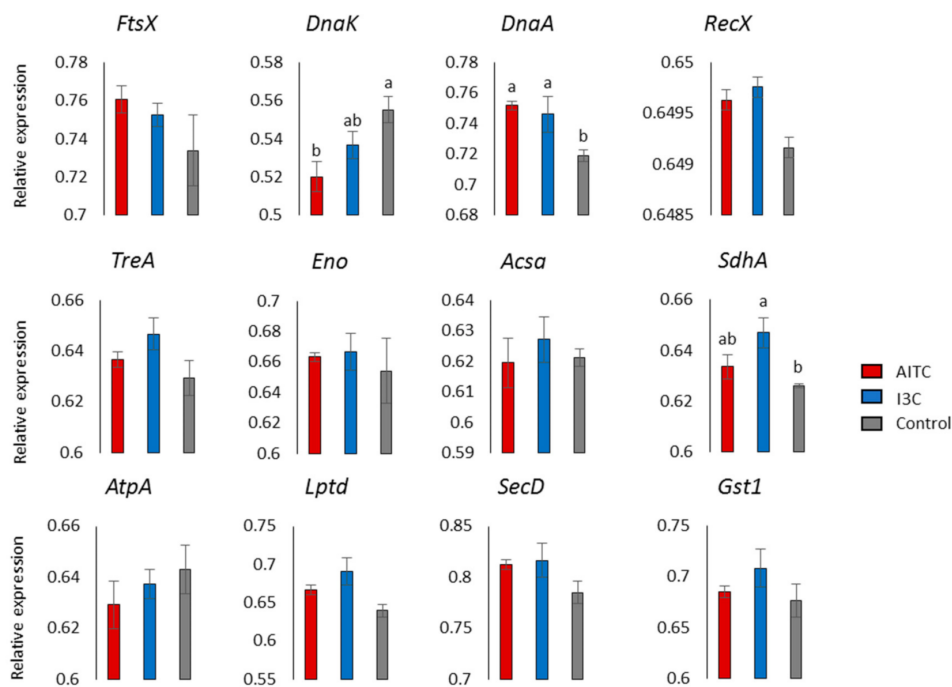 FtsX DnaK DnaA RecX
Relative expression
0.78 0.58 0.78 0.65
0.76 0.56 0.76 0.6495
0.74 0.54 0.74 0.649
0.72 0.52 0.72 0.6485
0.7 0.5 0.7
0.68
b ab a
a a b
TreA Eno Acsa SdhA
Relative expression
0.66 0.7 0.64 0.66
0.64 0.68 0.63 0.64
0.62 0.66 0.62 0.62
0.6 0.64 0.61 0.6
0.62 0.6
0.6 0.59
ab a b
AITC
I3C
Control
AtpA Lptd SecD Gst1
Relative expression
0.66 0.75 0.85 0.75
0.64 0.7 0.8 0.7
0.62 0.65 0.75 0.65
0.6 0.6 0.7 0.6
0.55